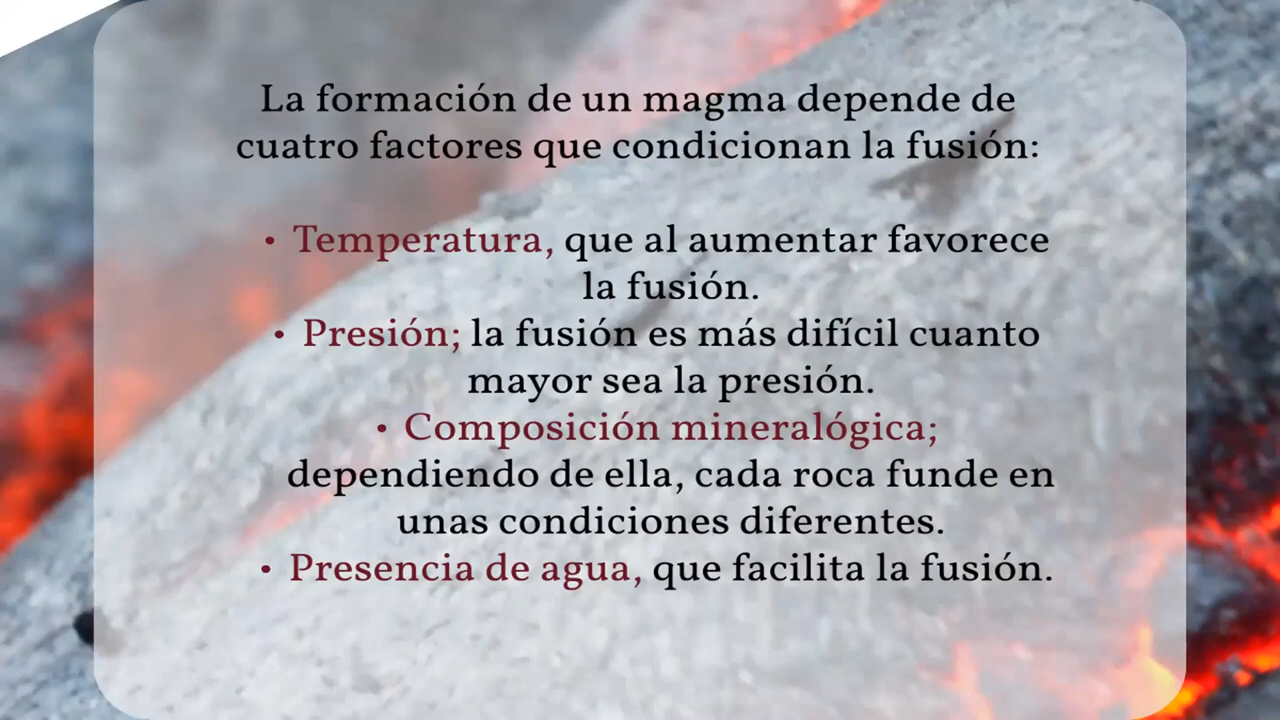 La formación de un magma depende de
cuatro factores que condicionan la fusión:
• Temperatura, que al aumentar favorece
la fusión.
• Presión; la fusión es más difícil cuanto
mayor sea la presión.
• Composición mineralógica;
dependiendo de ella, cada roca funde en
unas condiciones diferentes.
• Presencia de agua, que facilita la fusión.